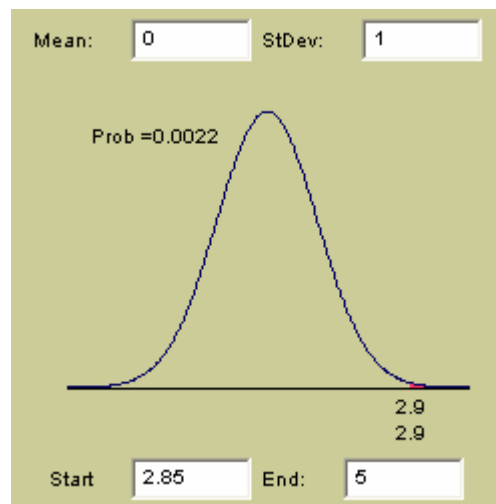 Mean: 0 StDev: 1
Prob =0.0022
2.9
2.9
Start 2.85 End: 5